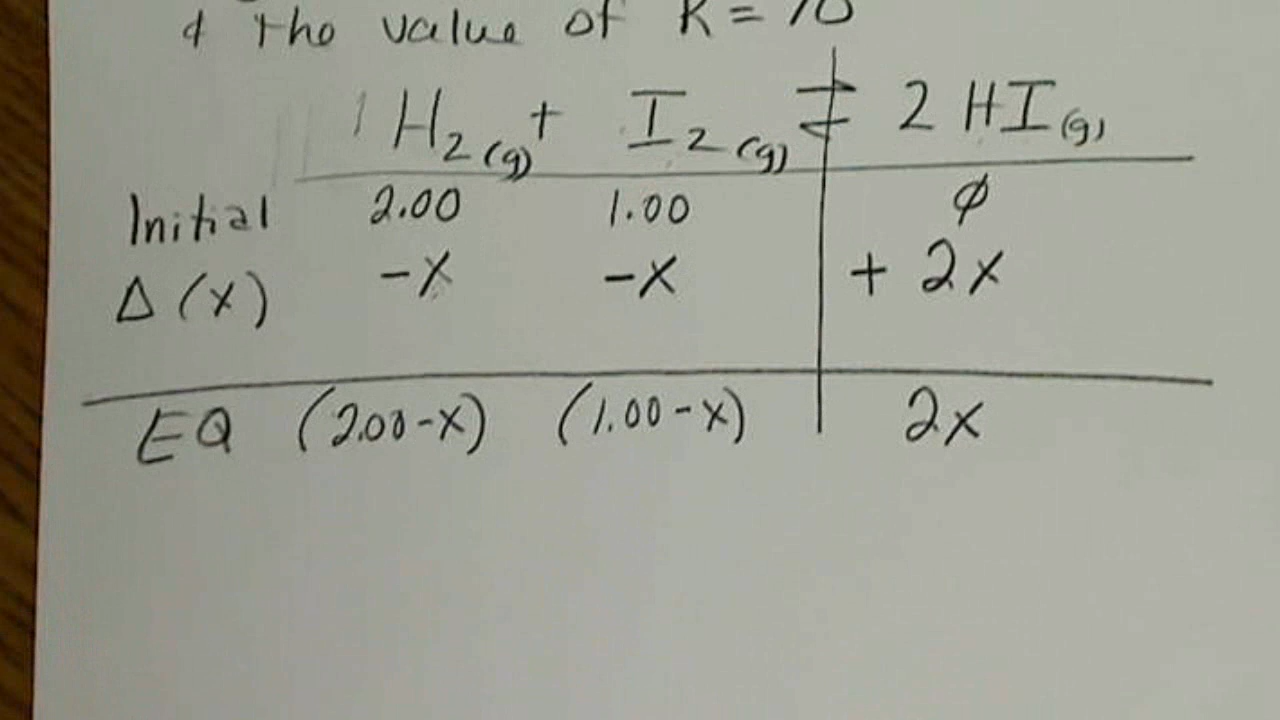 & the value of K = 10
1 H₂(g) + I₂(g) ⇌ 2 HI(g)
Initial 2.00 1.00 ϕ
Δ(x) -x -x + 2x
EQ (2.00-x) (1.00-x) 2x